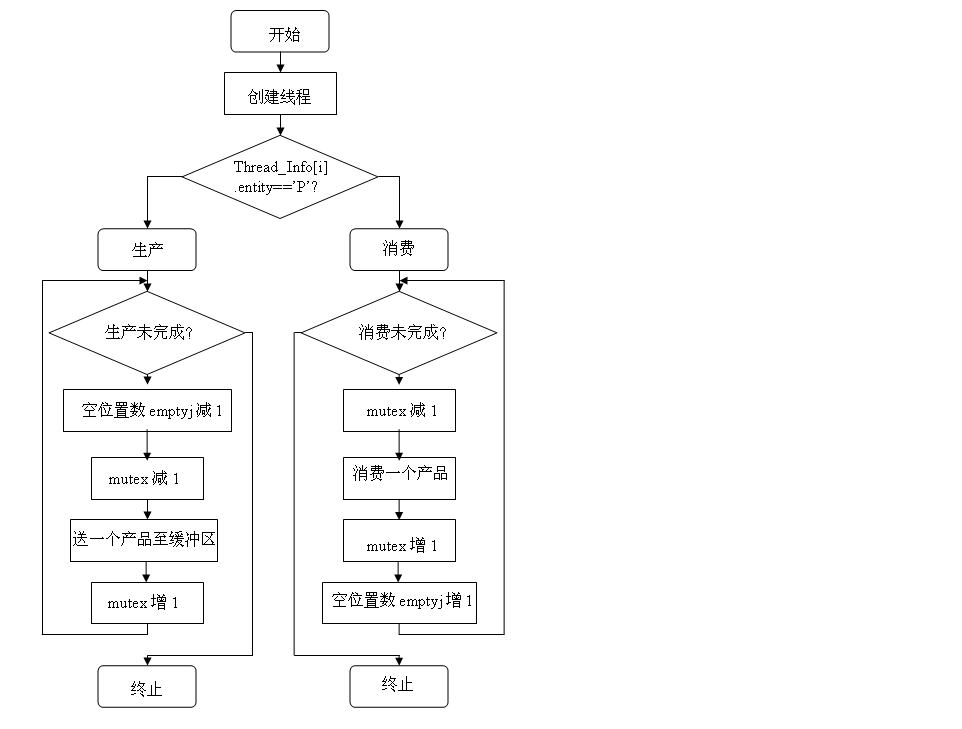 开始
创建线程
Thread_Info[i]
.entity=='P'?
生产
消费
生产未完成?
消费未完成?
空位置数 emptyj 减 1
mutex 减 1
mutex 减 1
消费一个产品
送一个产品至缓冲区
mutex 增 1
mutex 增 1
空位置数 emptyj 增 1
终止
终止